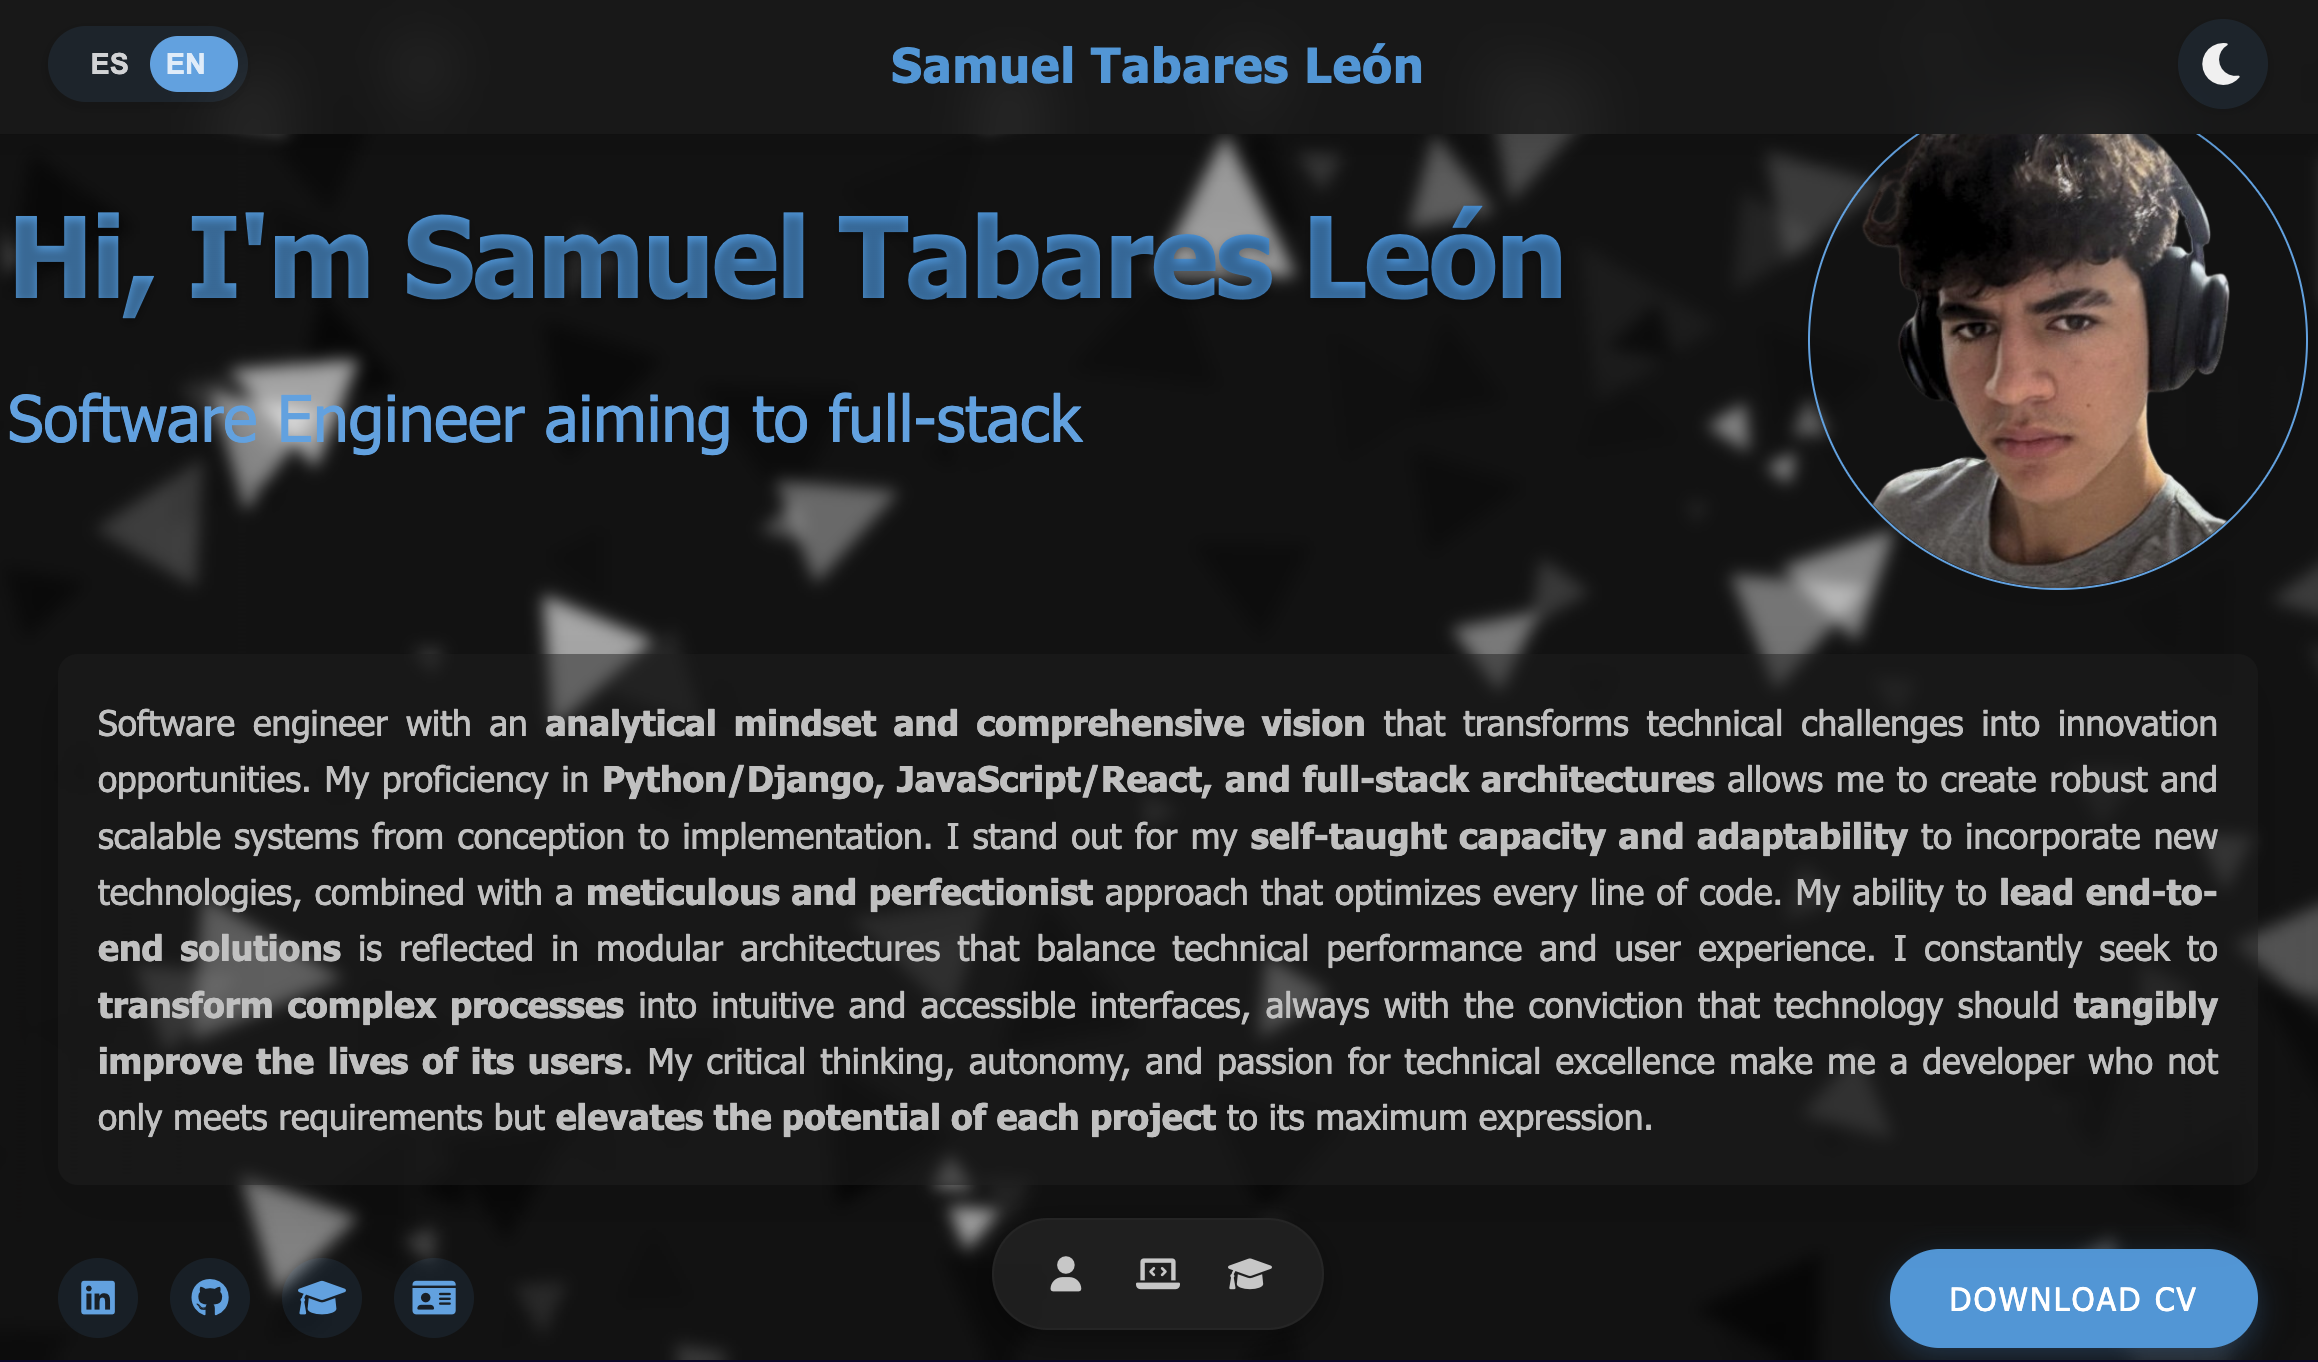 ES EN
Samuel Tabares León
Hi, I'm Samuel Tabares León
Software Engineer aiming to full-stack
Software engineer with an analytical mindset and comprehensive vision that transforms technical challenges into innovation
opportunities. My proficiency in Python/Django, JavaScript/React, and full-stack architectures allows me to create robust and
scalable systems from conception to implementation. I stand out for my self-taught capacity and adaptability to incorporate new
technologies, combined with a meticulous and perfectionist approach that optimizes every line of code. My ability to lead end-to-
end solutions is reflected in modular architectures that balance technical performance and user experience. I constantly seek to
transform complex processes into intuitive and accessible interfaces, always with the conviction that technology should tangibly
improve the lives of its users. My critical thinking, autonomy, and passion for technical excellence make me a developer who not
only meets requirements but elevates the potential of each project to its maximum expression.
in
DOWNLOAD CV